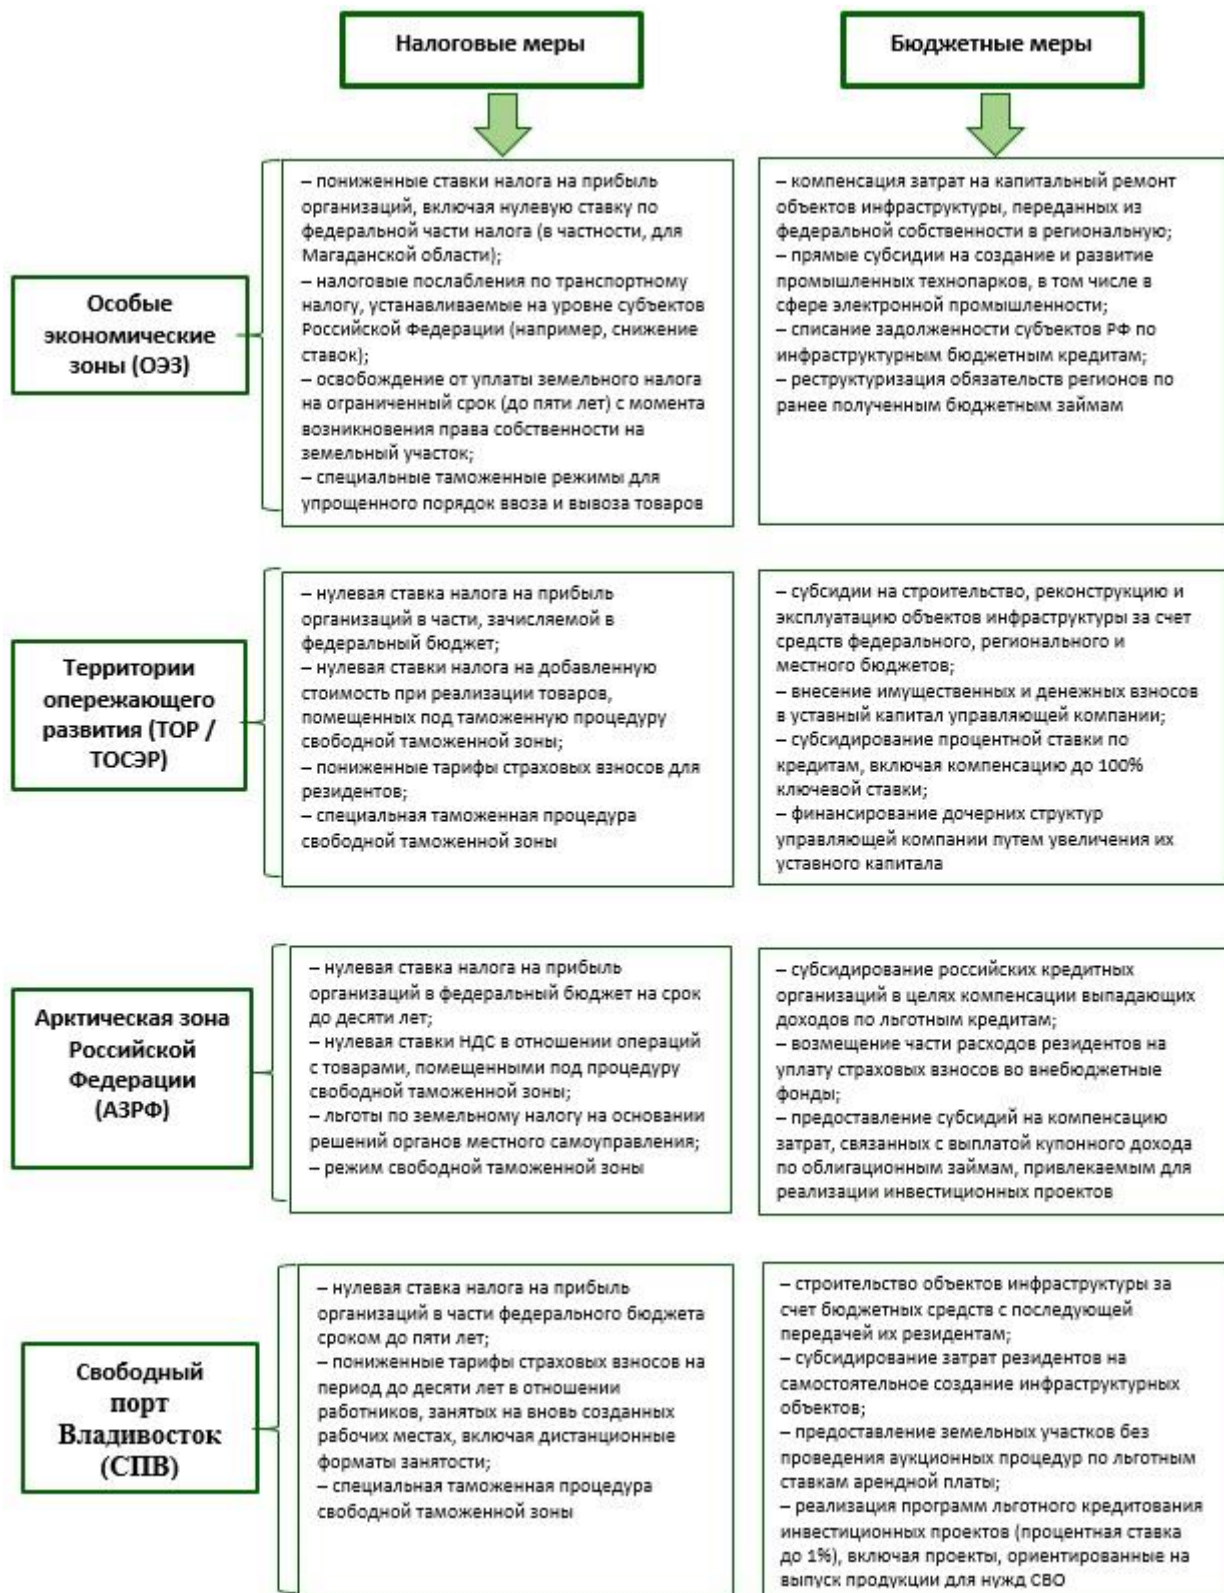 Налоговые меры
Бюджетные меры
Особые
экономические
зоны (ОЭЗ)
– пониженные ставки налога на прибыль
организаций, включая нулевую ставку по
федеральной части налога (в частности, для
Магаданской области);
– налоговые послабления по транспортному
налогу, устанавливаемые на уровне субъектов
Российской Федерации (например, снижение
ставок);
– освобождение от уплаты земельного налога
на ограниченный срок (до пяти лет) с момента
возникновения права собственности на
земельный участок;
– специальные таможенные режимы для
упрощенного порядок ввоза и вывоза товаров
– компенсация затрат на капитальный ремонт
объектов инфраструктуры, переданных из
федеральной собственности в региональную;
– прямые субсидии на создание и развитие
промышленных технопарков, в том числе в
сфере электронной промышленности;
– списание задолженности субъектов РФ по
инфраструктурным бюджетным кредитам;
– реструктуризация обязательств регионов по
ранее полученным бюджетным займам
Территории
опережающего
развития (ТОР /
ТОСЭР)
– нулевая ставка налога на прибыль
организаций в части, зачисляемой в
федеральный бюджет;
– нулевая ставки налога на добавленную
стоимость при реализации товаров,
помещенных под таможенную процедуру
свободной таможенной зоны;
– пониженные тарифы страховых взносов для
резидентов;
– специальная таможенная процедура
свободной таможенной зоны
– субсидии на строительство, реконструкцию и
эксплуатацию объектов инфраструктуры за счет
средств федерального, регионального и
местного бюджетов;
– внесение имущественных и денежных взносов
в уставный капитал управляющей компании;
– субсидирование процентной ставки по
кредитам, включая компенсацию до 100%
ключевой ставки;
– финансирование дочерних структур
управляющей компании путем увеличения их
уставного капитала
Арктическая зона
Российской
Федерации
(АЗРФ)
– нулевая ставка налога на прибыль
организаций в федеральный бюджет на срок
до десяти лет;
– нулевая ставки НДС в отношении операций
с товарами, помещенными под процедуру
свободной таможенной зоны;
– льготы по земельному налогу на основании
решений органов местного самоуправления;
– режим свободной таможенной зоны
– субсидирование российских кредитных
организаций в целях компенсации выпадающих
доходов по льготным кредитам;
– возмещение части расходов резидентов на
уплату страховых взносов во внебюджетные
фонды;
– предоставление субсидий на компенсацию
затрат, связанных с выплатой купонного дохода
по облигационным займам, привлекаемым для
реализации инвестиционных проектов
Свободный
порт
Владивосток
(СПВ)
– нулевая ставка налога на прибыль
организаций в части федерального бюджета
сроком до пяти лет;
– пониженные тарифы страховых взносов на
период до десяти лет в отношении
работников, занятых на вновь созданных
рабочих местах, включая дистанционные
форматы занятости;
– специальная таможенная процедура
свободной таможенной зоны
– строительство объектов инфраструктуры за
счет бюджетных средств с последующей
передачей их резидентам;
– субсидирование затрат резидентов на
самостоятельное создание инфраструктурных
объектов;
– предоставление земельных участков без
проведения аукционных процедур по льготным
ставкам арендной платы;
– реализация программ льготного кредитования
инвестиционных проектов (процентная ставка
до 1%), включая проекты, ориентированные на
выпуск продукции для нужд СВО